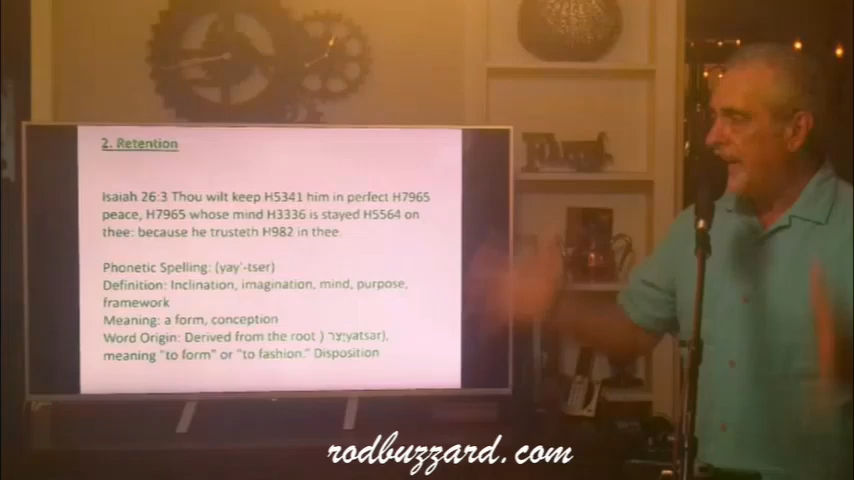 2. Retention
Isaiah 26:3 Thou wilt keep H5341 him in perfect H7965
peace, H7965 whose mind H3336 is stayed H5564 on
thee: because he trusteth H982 in thee.
Phonetic Spelling: (yay'-tser)
Definition: Inclination, imagination, mind, purpose,
framework
Meaning: a form, conception
Word Origin: Derived from the root ) יָצַר;yatsar),
meaning "to form" or "to fashion." Disposition
rodbuzzard.com